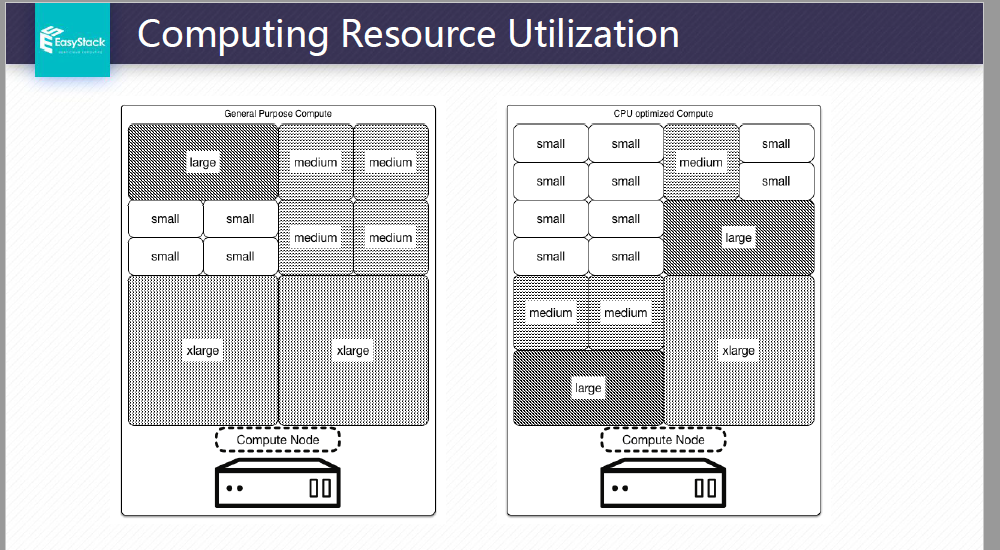 EasyStack
Computing Resource Utilization
General Purpose Compute
large
medium
medium
small
small
medium
medium
small
small
xlarge
xlarge
Compute Node
CPU optimized Compute
small
small
medium
small
small
small
small
small
small
large
small
small
medium
medium
xlarge
large
Compute Node